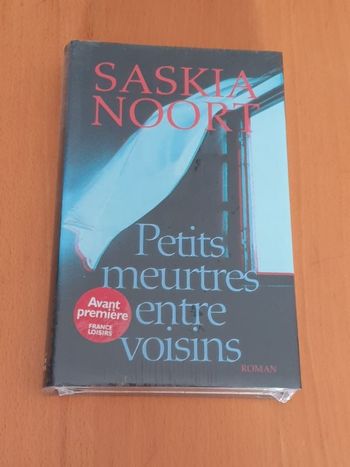 SASKIA
NOORT
Petits
meurtres
entre
voisins
Avant
première
FRANCE
LOISIRS
ROMAN